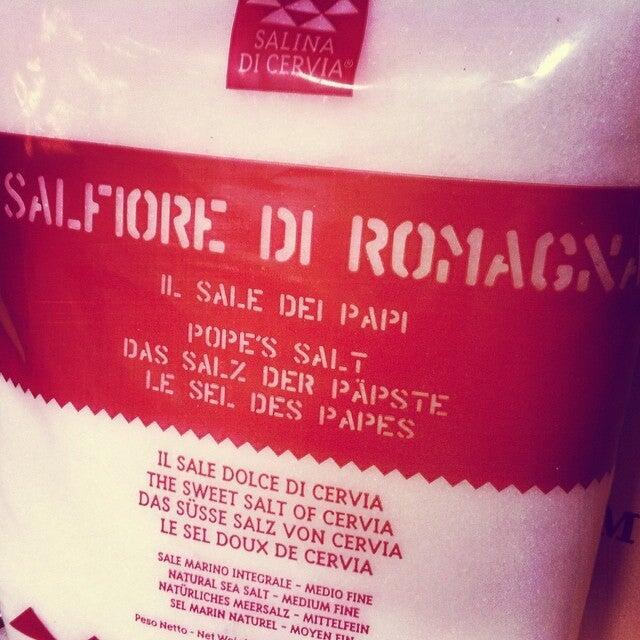 SALINA
DI CERVIA®
SALFIORE DI ROMAGNA
IL SALE DEI PAPI
POPE'S SALT
DAS SALZ DER PÄPSTE
LE SEL DES PAPES
IL SALE DOLCE DI CERVIA
THE SWEET SALT OF CERVIA
DAS SÜSSE SALZ VON CERVIA
LE SEL DOUX DE CERVIA
SALE MARINO INTEGRALE - MEDIO FINE
NATURAL SEA SALT - MEDIUM FINE
NATÜRLICHES MEERSALZ - MITTELFEIN
SEL MARIN NATUREL - MOYEN FIN
Peso Netto - Net